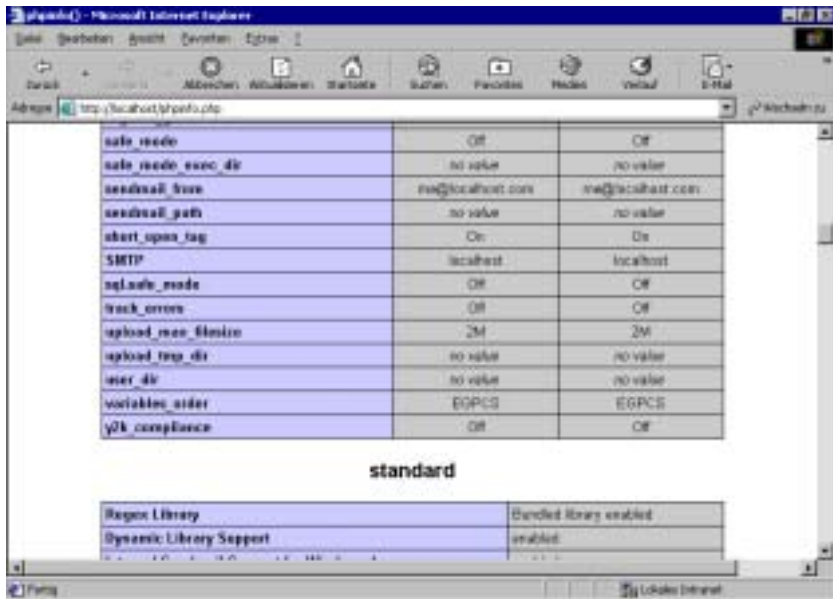 phpinfo() - Microsoft Internet Explorer
Datei Bearbeiten Ansicht Favoriten Extras ?
Zurück Abbrechen Aktualisieren Startseite Suchen Favoriten Medien Verlauf E-Mail
Adresse http://localhost/phpinfo.php Wechseln zu
safe_mode Off Off
safe_mode_exec_dir no value no value
sendmail_from me@localhost.com me@localhost.com
sendmail_path no value no value
short_open_tag On On
SMTP localhost localhost
sql.safe_mode Off Off
track_errors Off Off
upload_max_filesize 2M 2M
upload_tmp_dir no value no value
user_dir no value no value
variables_order EGPCS EGPCS
y2k_compliance Off Off
standard
Regex Library Bundled library enabled
Dynamic Library Support enabled
Fertig Lokales Intranet